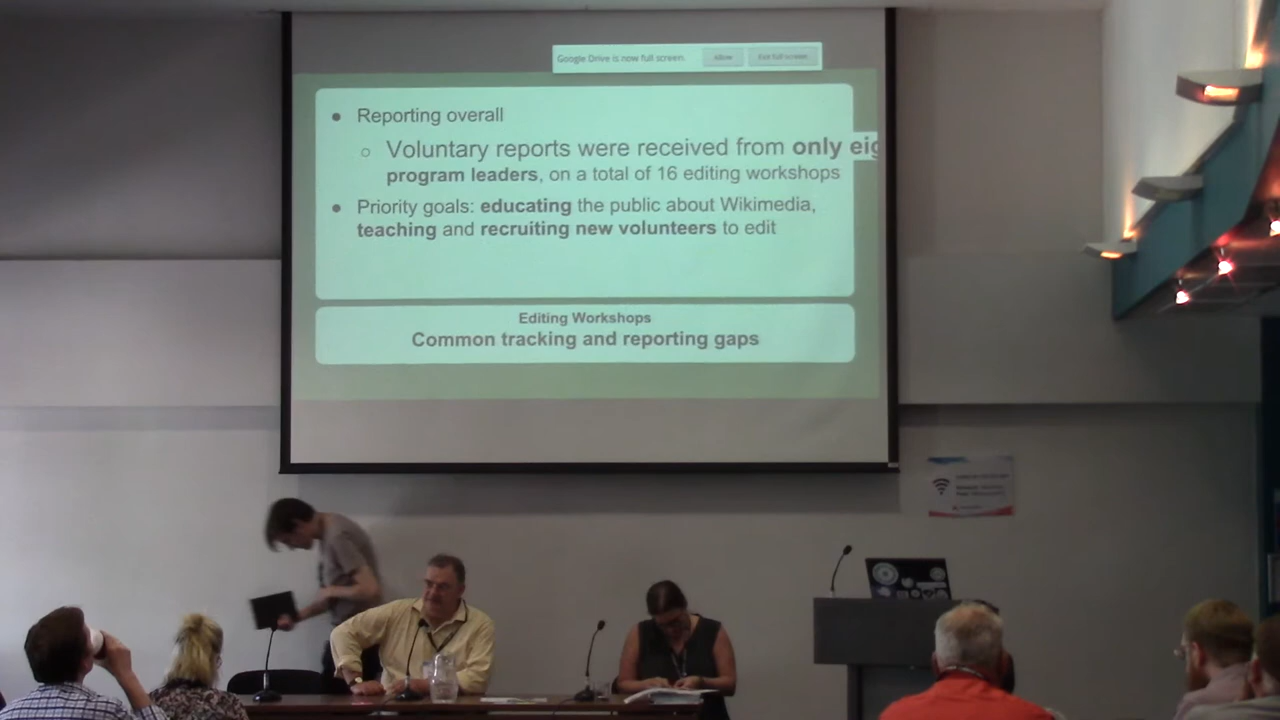 Google Drive is now full screen. Allow Exit full screen
● Reporting overall
○ Voluntary reports were received from only eig
program leaders, on a total of 16 editing workshops
● Priority goals: educating the public about Wikimedia,
teaching and recruiting new volunteers to edit
Editing Workshops
Common tracking and reporting gaps